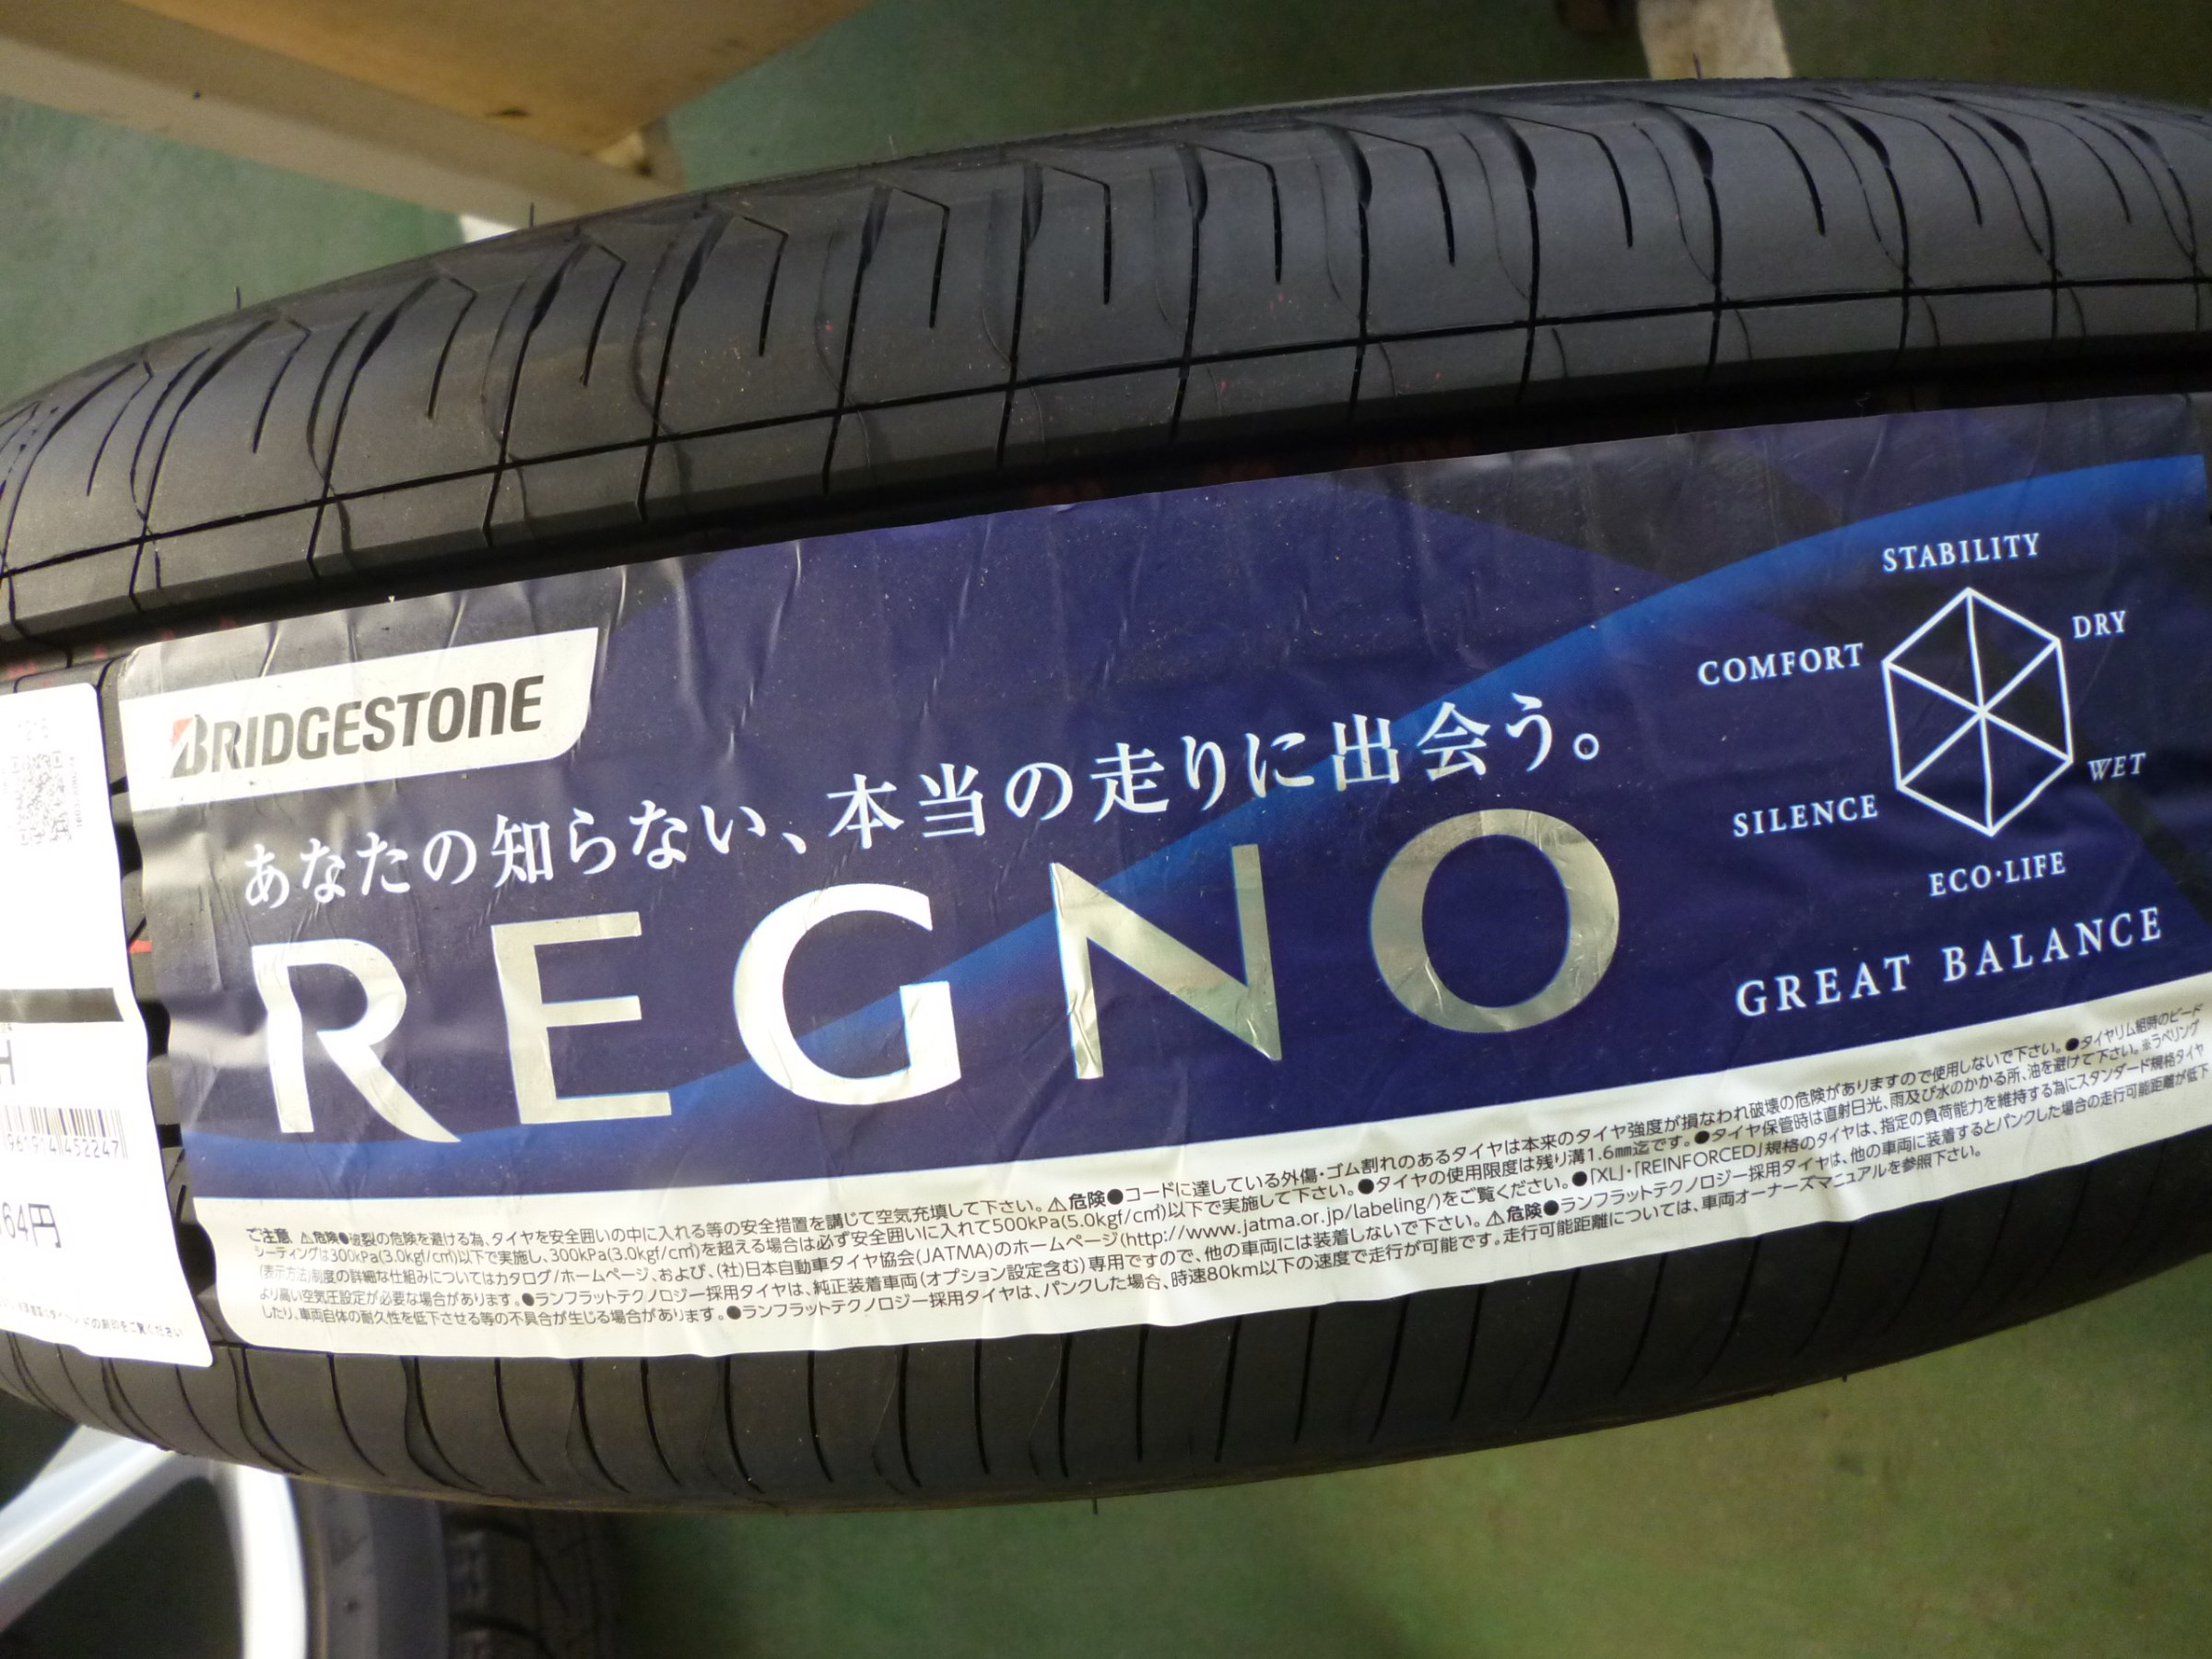 BRIDGESTONE
あなたの知らない、本当の走りに出会う。
REGNO
STABILITY
DRY
COMFORT
WET
SILENCE
ECO・LIFE
GREAT BALANCE
ご注意 ⚠危険●破裂の危険を避ける為、タイヤを安全囲いの中に入れる等の安全措置を講じて空気充填して下さい。⚠危険●コードに達している外傷・ゴム割れのあるタイヤは本来のタイヤ強度が損なわれ破壊の危険がありますので使用しないで下さい。●タイヤリム組時のビード
シーティングは300kPa(3.0kgf/c㎡)以下で実施し、300kPa(3.0kgf/c㎡)を超える場合は必ず安全囲いに入れて500kPa(5.0kgf/c㎡)以下で実施して下さい。●タイヤの使用限度は残り溝1.6mm迄です。●タイヤ保管時は直射日光、雨及び水のかかる所、油を避けて下さい。※ラベリング
(表示方法)制度の詳細な仕組みについてはカタログ/ホームページ、および、(社)日本自動車タイヤ協会(JATMA)のホームページ(http://www.jatma.or.jp/labeling/)をご覧ください。●「XL」・「REINFORCED」規格のタイヤは、指定の負荷能力を維持する為にスタンダード規格タイヤ
より高い空気圧設定が必要な場合があります。●ランフラットテクノロジー採用タイヤは、純正装着車両(オプション設定含む)専用ですので、他の車両には装着しないで下さい。⚠危険●ランフラットテクノロジー採用タイヤは、他の車両に装着するとパンクした場合の走行可能距離が低下
したり、車両自体の耐久性を低下させる等の不具合が生じる場合があります。●ランフラットテクノロジー採用タイヤは、パンクした場合、時速80km以下の速度で走行が可能です。走行可能距離については、車両オーナーズマニュアルを参照下さい。
H
961914 452247
64円
の刻印をご覧ください